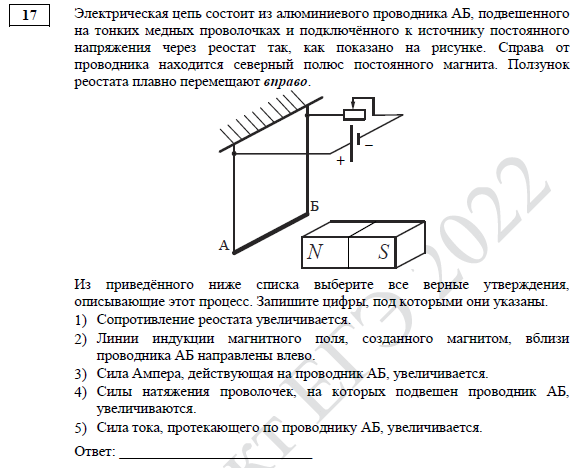 17
Электрическая цепь состоит из алюминиевого проводника АБ, подвешенного
на тонких медных проволочках и подключённого к источнику постоянного
напряжения через реостат так, как показано на рисунке. Справа от
проводника находится северный полюс постоянного магнита. Ползунок
реостата плавно перемещают вправо.
+
–
Б
А
N
S
Из приведённого ниже списка выберите все верные утверждения,
описывающие этот процесс. Запишите цифры, под которыми они указаны.
1) Сопротивление реостата увеличивается.
2) Линии индукции магнитного поля, созданного магнитом, вблизи
проводника АБ направлены влево.
3) Сила Ампера, действующая на проводник АБ, увеличивается.
4) Силы натяжения проволочек, на которых подвешен проводник АБ,
увеличиваются.
5) Сила тока, протекающего по проводнику АБ, увеличивается.
Ответ: ___________________________
кт ЕГЭ 2022